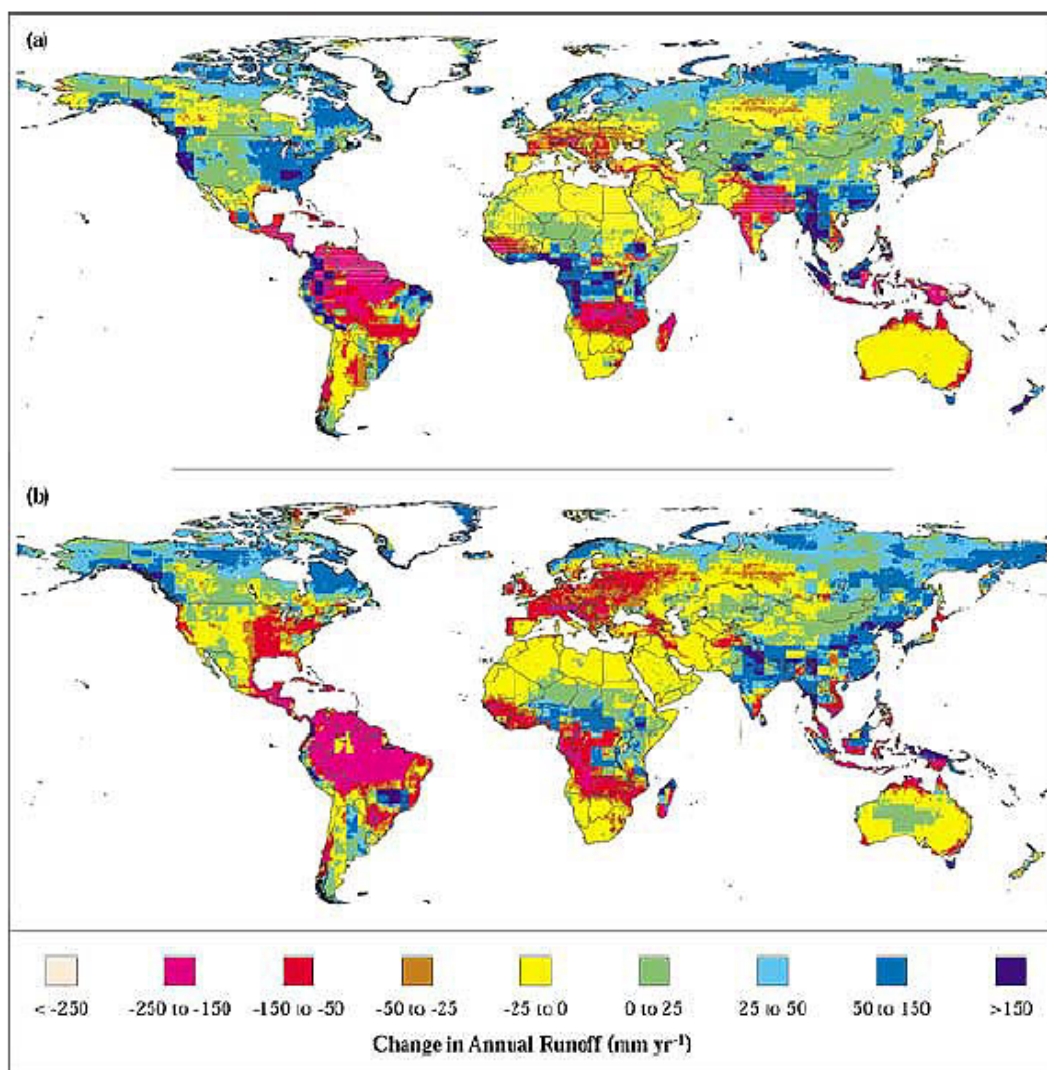 (a)
(b)
< -250 -250 to -150 -150 to -50 -50 to -25 -25 to 0 0 to 25 25 to 50 50 to 150 >150
Change in Annual Runoff (mm yr⁻¹)